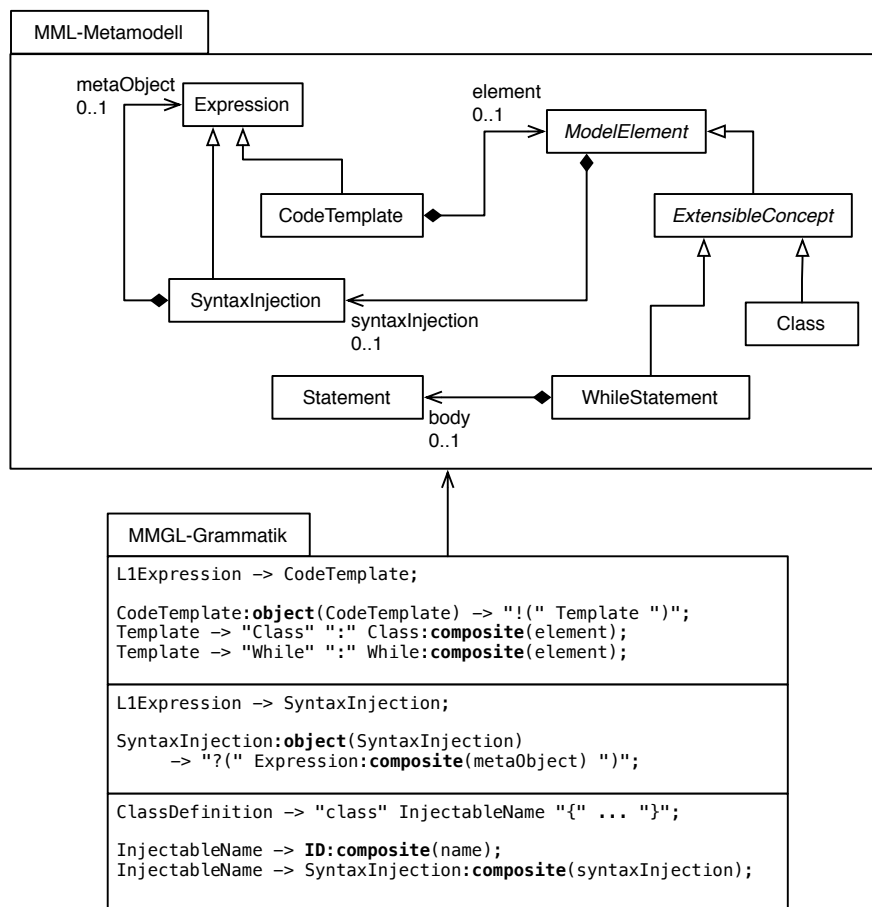 MML-Metamodell
metaObject
0..1
Expression
element
0..1
ModelElement
CodeTemplate
ExtensibleConcept
SyntaxInjection
syntaxInjection
0..1
Class
Statement
WhileStatement
body
0..1
MMGL-Grammatik
L1Expression -> CodeTemplate;
CodeTemplate:object(CodeTemplate) -> "!(" Template ")";
Template -> "Class" ":" Class:composite(element);
Template -> "While" ":" While:composite(element);
L1Expression -> SyntaxInjection;
SyntaxInjection:object(SyntaxInjection)
-> "?(" Expression:composite(metaObject) ")";
ClassDefinition -> "class" InjectableName "{" ... "}";
InjectableName -> ID:composite(name);
InjectableName -> SyntaxInjection:composite(syntaxInjection);